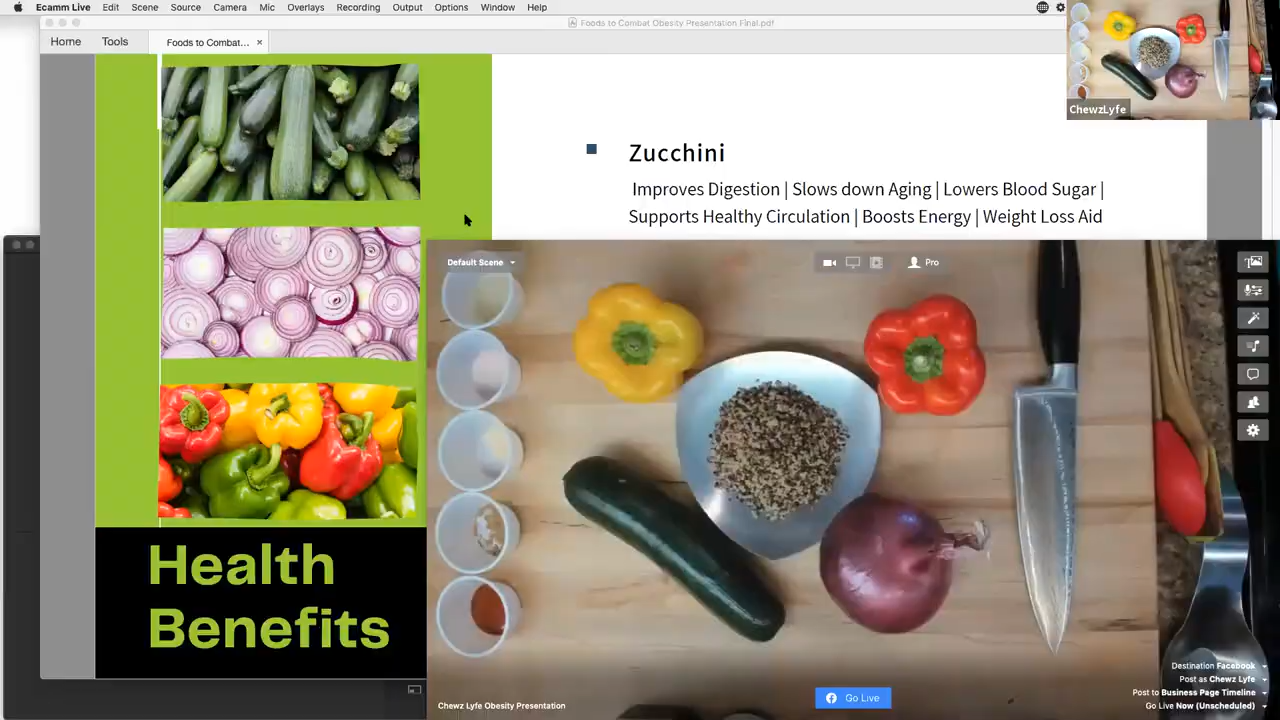 Ecamm Live Edit Scene Source Camera Mic Overlays Recording Output Options Window Help
Foods to Combat Obesity Presentation Final.pdf
Home Tools Foods to Combat... ×
ChewzLyfe
Zucchini
Improves Digestion | Slows down Aging | Lowers Blood Sugar |
Supports Healthy Circulation | Boosts Energy | Weight Loss Aid
Default Scene
Pro
Health
Benefits
Destination Facebook
Post as Chewz Lyfe
Post to Business Page Timeline
Go Live Now (Unscheduled)
Chewz Lyfe Obesity Presentation
Go Live